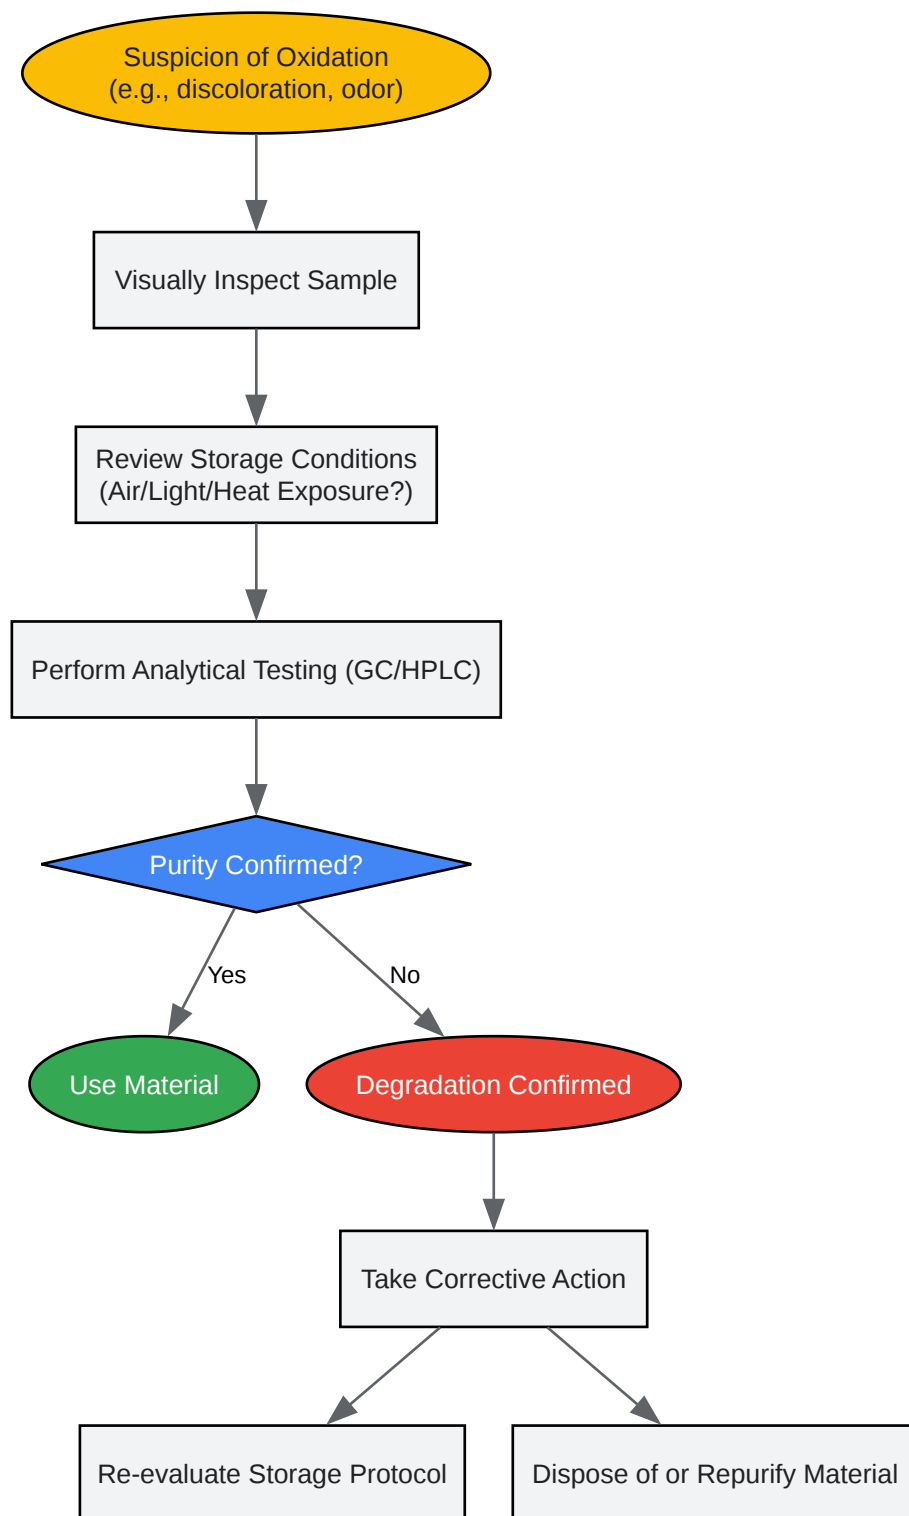 Suspicion of Oxidation
(e.g., discoloration, odor)
Visually Inspect Sample
Review Storage Conditions
(Air/Light/Heat Exposure?)
Perform Analytical Testing (GC/HPLC)
Purity Confirmed?
Yes
No
Use Material
Degradation Confirmed
Take Corrective Action
Re-evaluate Storage Protocol
Dispose of or Repurify Material